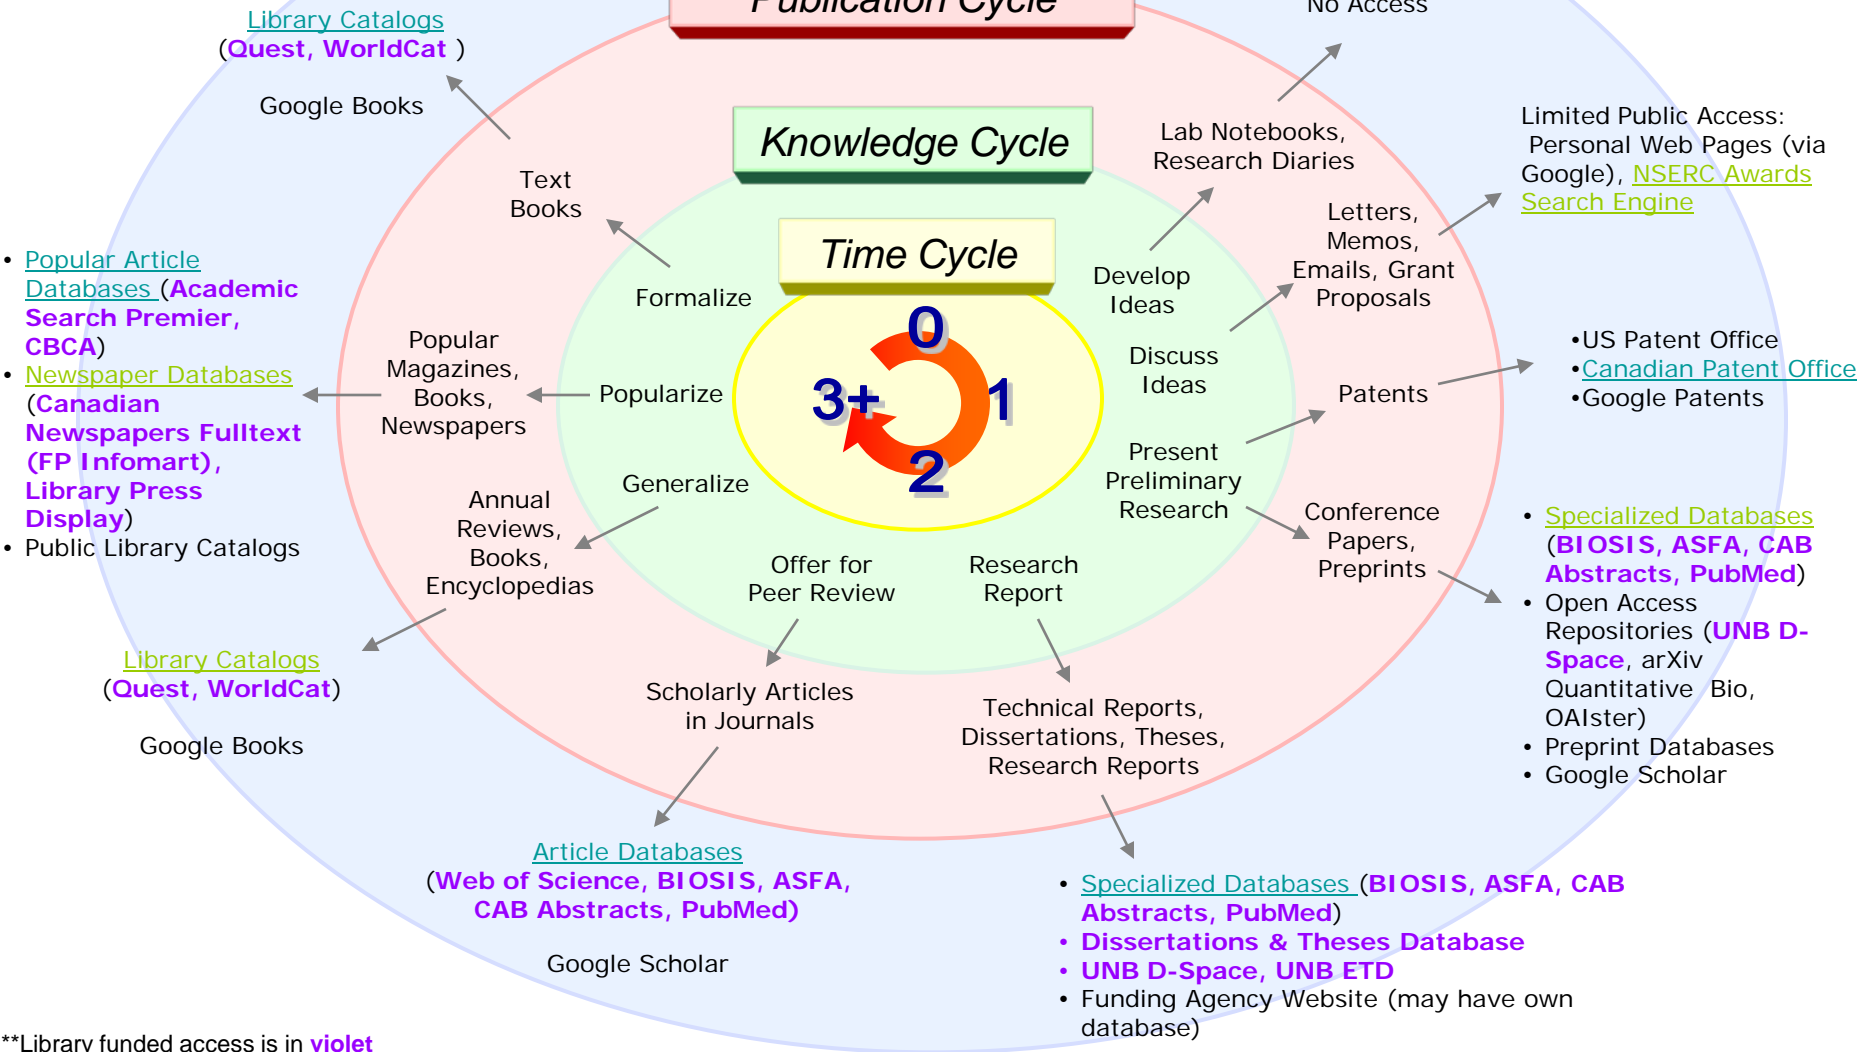 Publication Cycle
No Access
Library Catalogs
(Quest, WorldCat )
Google Books
Knowledge Cycle
Lab Notebooks,
Research Diaries
Limited Public Access:
Personal Web Pages (via
Google), NSERC Awards
Search Engine
Text
Books
Letters,
Memos,
Emails, Grant
Proposals
Time Cycle
Develop
Ideas
Formalize
• Popular Article
Databases (Academic
Search Premier,
CBCA)
• Newspaper Databases
(Canadian
Newspapers Fulltext
(FP Infomart),
Library Press
Display)
• Public Library Catalogs
Popular
Magazines,
Books,
Newspapers
Popularize
0
1
2
3+
Discuss
Ideas
Patents
•US Patent Office
•Canadian Patent Office
•Google Patents
Present
Preliminary
Research
Generalize
Annual
Reviews,
Books,
Encyclopedias
Conference
Papers,
Preprints
• Specialized Databases
(BIOSIS, ASFA, CAB
Abstracts, PubMed)
• Open Access
Repositories (UNB D-
Space, arXiv
Quantitative Bio,
OAIster)
• Preprint Databases
• Google Scholar
Offer for
Peer Review
Research
Report
Library Catalogs
(Quest, WorldCat)
Google Books
Scholarly Articles
in Journals
Technical Reports,
Dissertations, Theses,
Research Reports
Article Databases
(Web of Science, BIOSIS, ASFA,
CAB Abstracts, PubMed)
Google Scholar
• Specialized Databases (BIOSIS, ASFA, CAB
Abstracts, PubMed)
• Dissertations & Theses Database
• UNB D-Space, UNB ETD
• Funding Agency Website (may have own
database)
**Library funded access is in violet